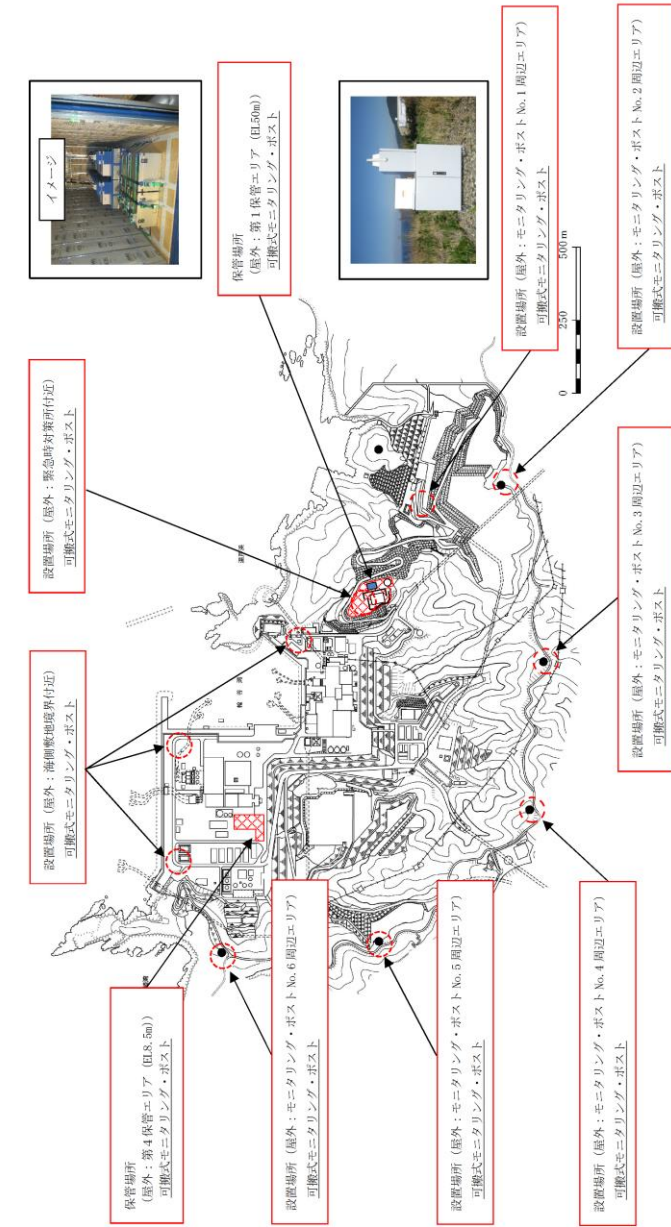 保管場所
(屋外：第4保管エリア (EL8.5m))
可搬式モニタリング・ポスト
設置場所（屋外：海側敷地境界付近）
可搬式モニタリング・ポスト
設置場所（屋外：緊急時対策所付近）
可搬式モニタリング・ポスト
イメージ
保管場所
(屋外：第1保管エリア (EL50m))
可搬式モニタリング・ポスト
輪谷湾
設置場所（屋外：モニタリング・ポスト No.6 周辺エリア）
可搬式モニタリング・ポスト
設置場所（屋外：モニタリング・ポスト No.5 周辺エリア）
可搬式モニタリング・ポスト
設置場所（屋外：モニタリング・ポスト No.4 周辺エリア）
可搬式モニタリング・ポスト
設置場所（屋外：モニタリング・ポスト No.3 周辺エリア）
可搬式モニタリング・ポスト
設置場所（屋外：モニタリング・ポスト No.1 周辺エリア）
可搬式モニタリング・ポスト
0 250 500 m
設置場所（屋外：モニタリング・ポスト No.2 周辺エリア）
可搬式モニタリング・ポスト